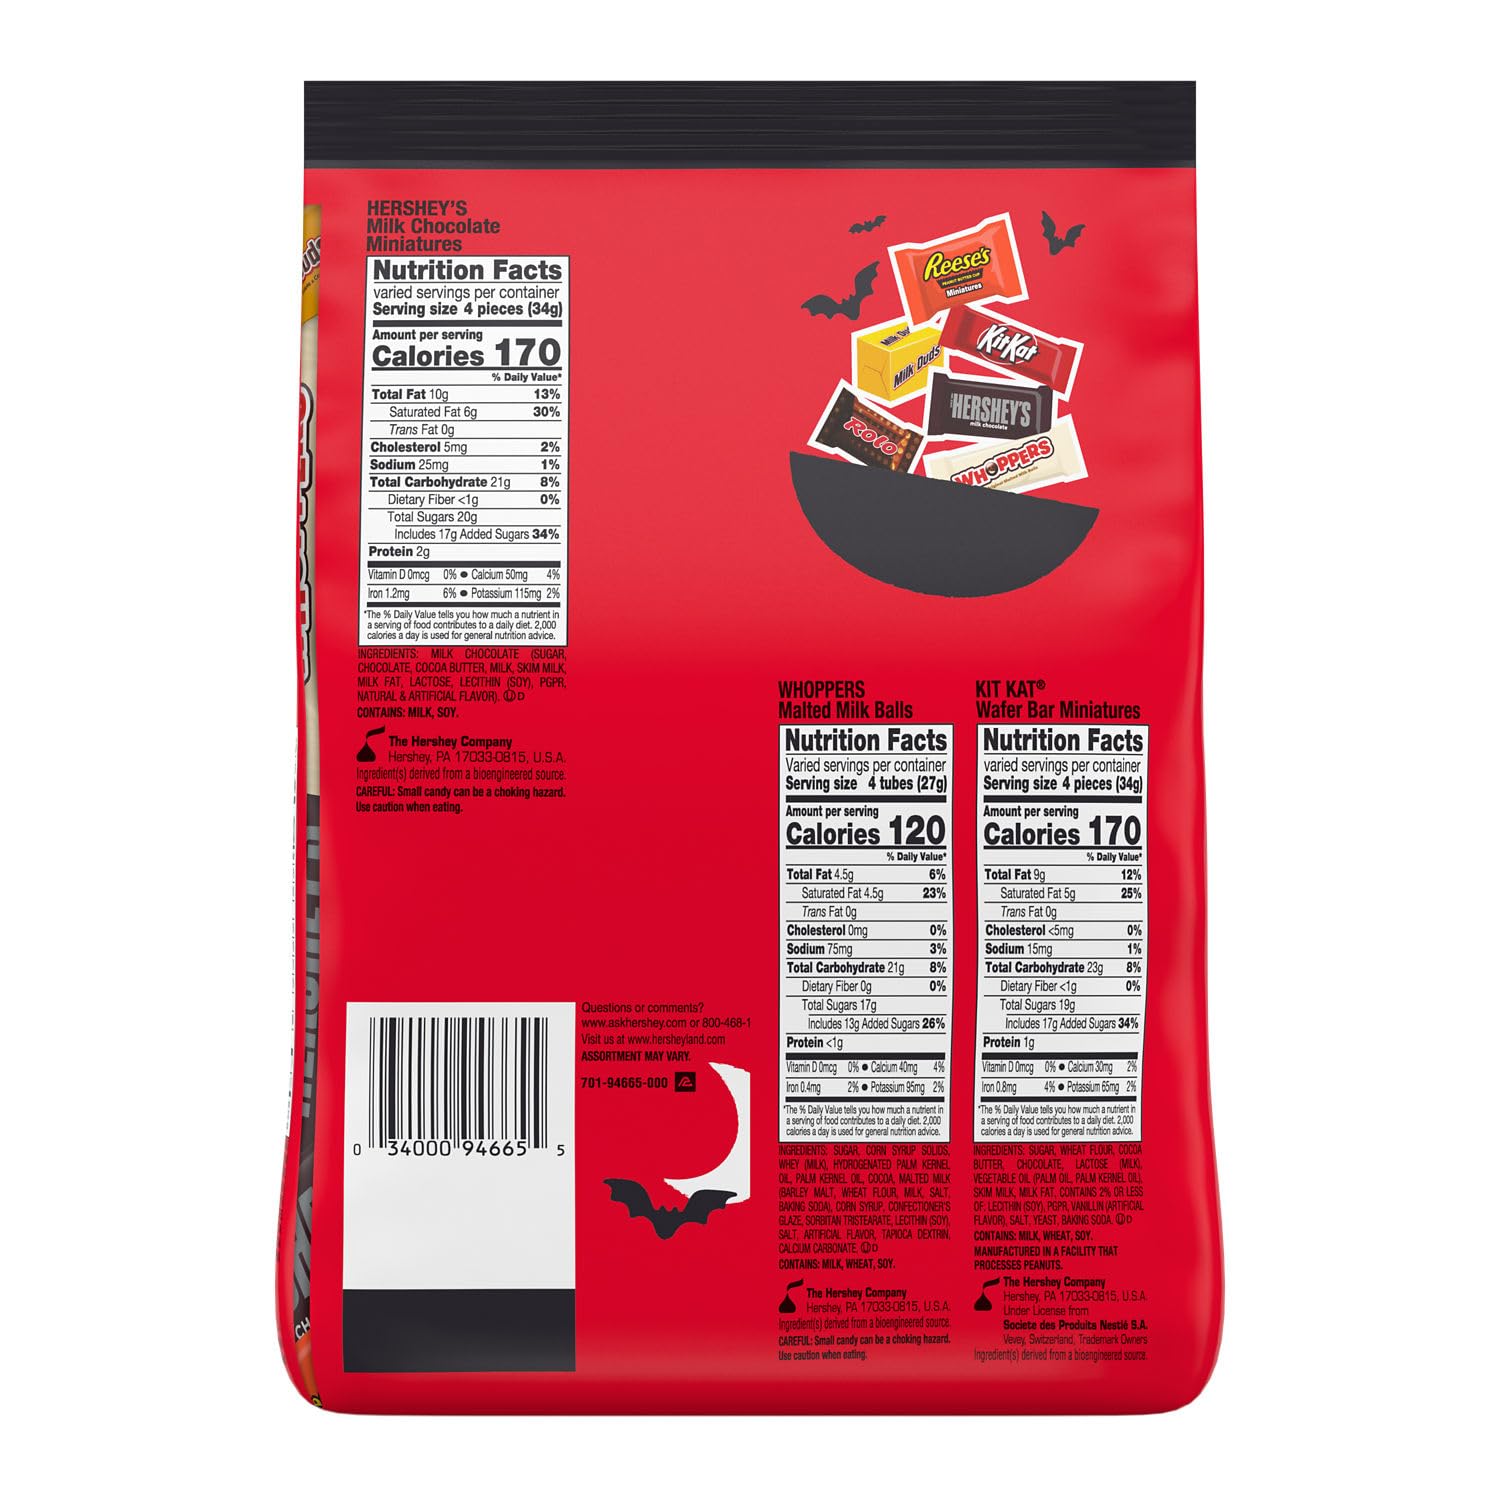 HERSHEY'S
Milk Chocolate
Miniatures
Nutrition Facts
varied servings per container
Serving size 4 pieces (34g)
Amount per serving
Calories 170
% Daily Value*
Total Fat 10g 13%
Saturated Fat 6g 30%
Trans Fat 0g
Cholesterol 5mg 2%
Sodium 25mg 1%
Total Carbohydrate 21g 8%
Dietary Fiber <1g 0%
Total Sugars 20g
Includes 17g Added Sugars 34%
Protein 2g
Vitamin D 0mcg 0% ● Calcium 50mg 4%
Iron 1.2mg 6% ● Potassium 115mg 2%
*The % Daily Value tells you how much a nutrient in
a serving of food contributes to a daily diet. 2,000
calories a day is used for general nutrition advice.
INGREDIENTS: MILK CHOCOLATE (SUGAR,
CHOCOLATE, COCOA BUTTER, MILK, SKIM MILK,
MILK FAT, LACTOSE, LECITHIN (SOY), PGPR,
NATURAL & ARTIFICIAL FLAVOR). Ⓤ D
CONTAINS: MILK, SOY.
The Hershey Company
Hershey, PA 17033-0815, U.S.A.
Ingredient(s) derived from a bioengineered source.
CAREFUL: Small candy can be a choking hazard.
Use caution when eating.
Reese's
PEANUT BUTTER CUP
Miniatures
Milk Duds
KitKat
Milk Duds
HERSHEY'S
milk chocolate
ROLO
WHOPPERS
Original Malted Milk Balls
WHOPPERS
Malted Milk Balls
Nutrition Facts
Varied servings per container
Serving size 4 tubes (27g)
Amount per serving
Calories 120
% Daily Value*
Total Fat 4.5g 6%
Saturated Fat 4.5g 23%
Trans Fat 0g
Cholesterol 0mg 0%
Sodium 75mg 3%
Total Carbohydrate 21g 8%
Dietary Fiber 0g 0%
Total Sugars 17g
Includes 13g Added Sugars 26%
Protein <1g
Vitamin D 0mcg 0% ● Calcium 40mg 4%
Iron 0.4mg 2% ● Potassium 95mg 2%
*The % Daily Value tells you how much a nutrient in
a serving of food contributes to a daily diet. 2,000
calories a day is used for general nutrition advice.
INGREDIENTS: SUGAR, CORN SYRUP SOLIDS,
WHEY (MILK), HYDROGENATED PALM KERNEL
OIL, PALM KERNEL OIL, COCOA, MALTED MILK
(BARLEY MALT, WHEAT FLOUR, MILK, SALT,
BAKING SODA), CORN SYRUP, CONFECTIONER'S
GLAZE, SORBITAN TRISTEARATE, LECITHIN (SOY),
SALT, ARTIFICIAL FLAVOR, TAPIOCA DEXTRIN,
CALCIUM CARBONATE. Ⓤ D
CONTAINS: MILK, WHEAT, SOY.
The Hershey Company
Hershey, PA 17033-0815, U.S.A.
Ingredient(s) derived from a bioengineered source.
CAREFUL: Small candy can be a choking hazard.
Use caution when eating.
KIT KAT®
Wafer Bar Miniatures
Nutrition Facts
Varied servings per container
Serving size 4 pieces (34g)
Amount per serving
Calories 170
% Daily Value*
Total Fat 9g 12%
Saturated Fat 5g 25%
Trans Fat 0g
Cholesterol <5mg 0%
Sodium 15mg 1%
Total Carbohydrate 23g 8%
Dietary Fiber <1g 0%
Total Sugars 19g
Includes 17g Added Sugars 34%
Protein 1g
Vitamin D 0mcg 0% ● Calcium 30mg 2%
Iron 0.8mg 4% ● Potassium 65mg 2%
*The % Daily Value tells you how much a nutrient in
a serving of food contributes to a daily diet. 2,000
calories a day is used for general nutrition advice.
INGREDIENTS: SUGAR, WHEAT FLOUR, COCOA
BUTTER, CHOCOLATE, LACTOSE (MILK),
VEGETABLE OIL (PALM OIL, PALM KERNEL OIL),
SKIM MILK, MILK FAT, CONTAINS 2% OR LESS
OF: LECITHIN (SOY), PGPR, VANILLIN (ARTIFICIAL
FLAVOR), SALT, YEAST, BAKING SODA. Ⓤ D
CONTAINS: MILK, WHEAT, SOY.
MANUFACTURED IN A FACILITY THAT
PROCESSES PEANUTS.
The Hershey Company
Hershey, PA 17033-0815, U.S.A.
Under License from
Societe des Produits Nestlé S.A.
Vevey, Switzerland, Trademark Owners
Ingredient(s) derived from a bioengineered source.
Questions or comments?
www.askhershey.com or 800-468-1
Visit us at www.hersheyland.com
ASSORTMENT MAY VARY.
701-94665-000
0 34000 94665 5